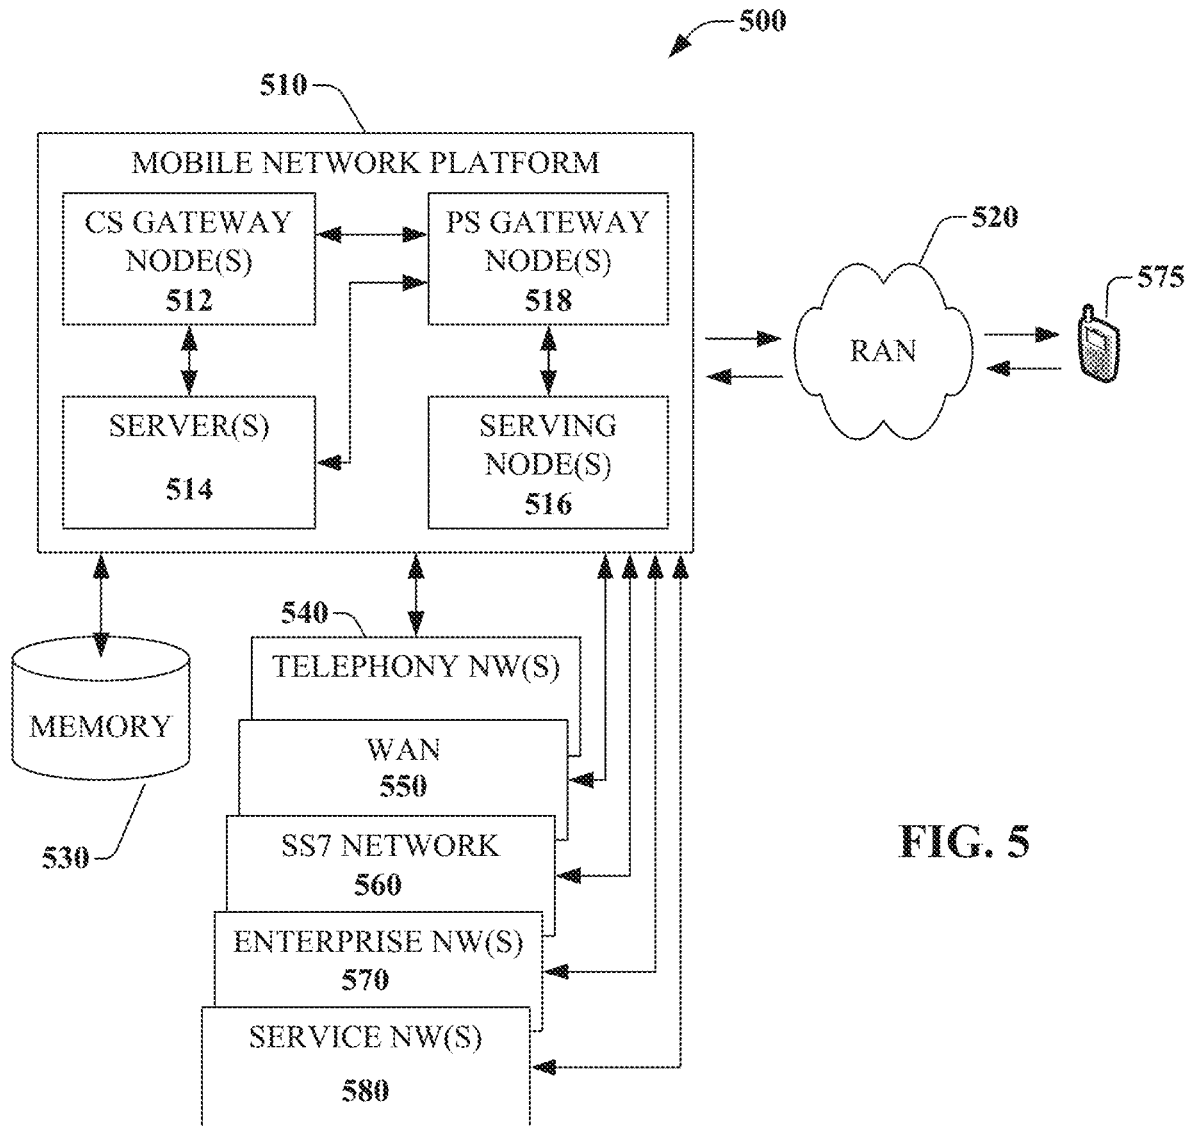 500
510
MOBILE NETWORK PLATFORM
CS GATEWAY
NODE(S)
512
PS GATEWAY
NODE(S)
518
SERVER(S)
514
SERVING
NODE(S)
516
520
RAN
575
540
TELEPHONY NW(S)
MEMORY
530
WAN
550
SS7 NETWORK
560
ENTERPRISE NW(S)
570
SERVICE NW(S)
580
FIG. 5